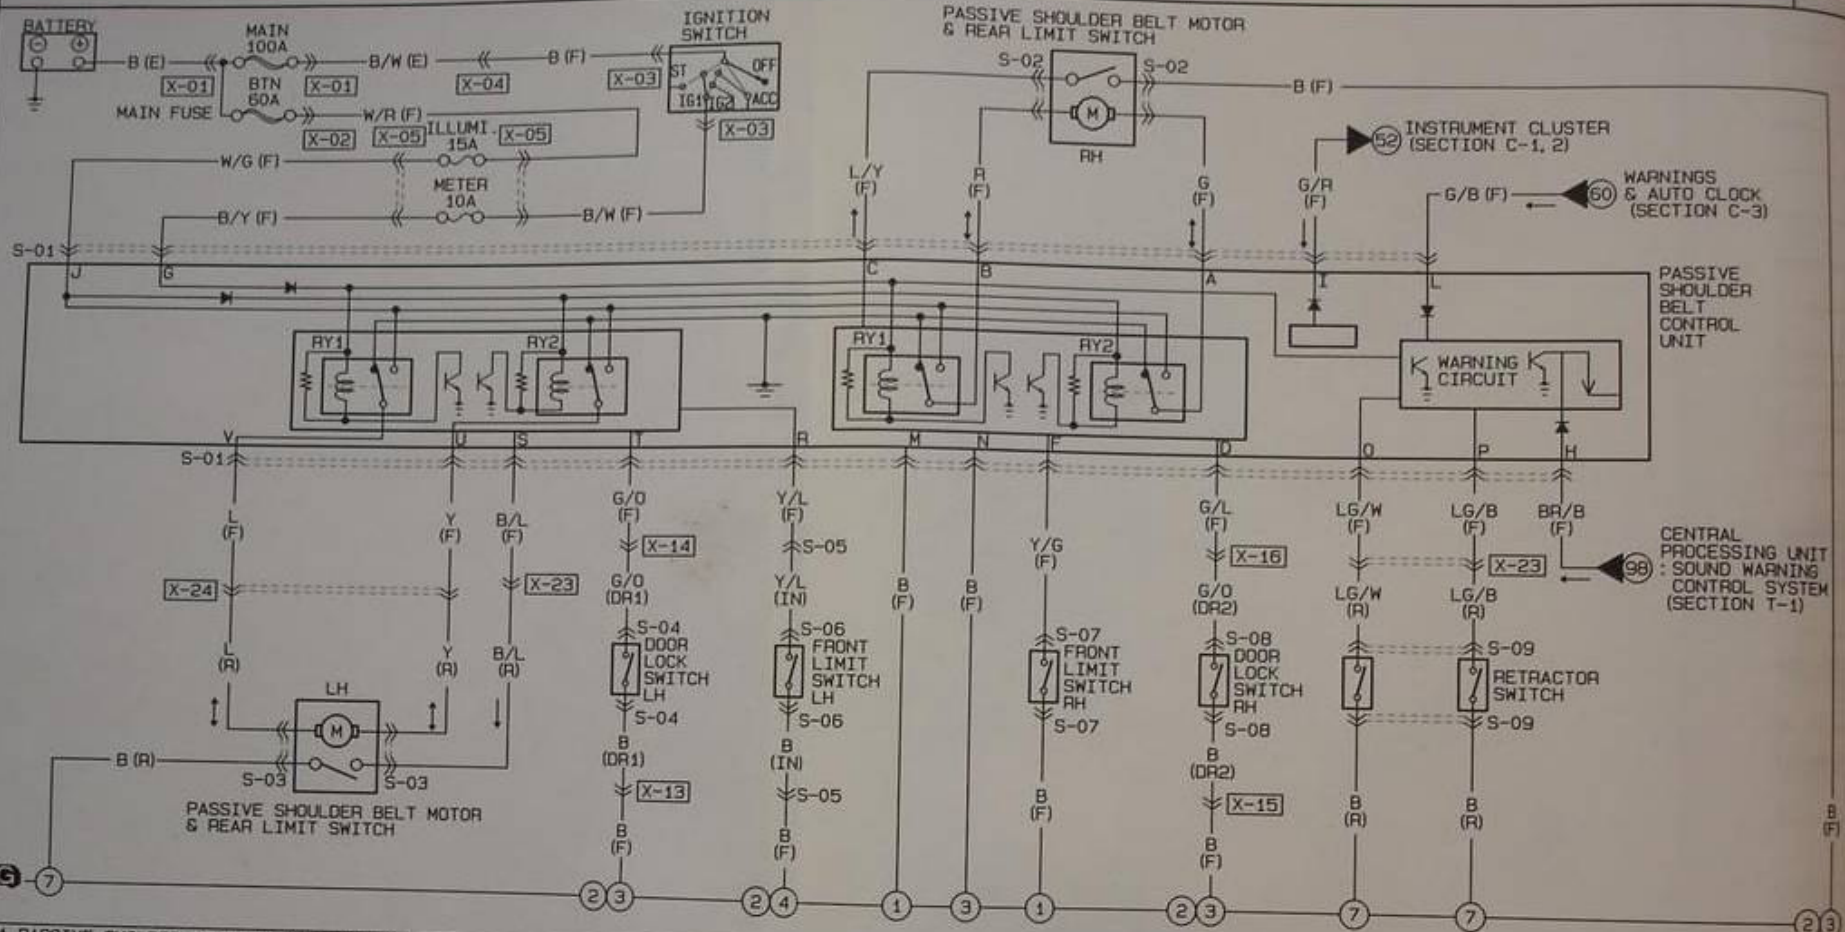 BATTERY
MAIN
100A
IGNITION
SWITCH
PASSIVE SHOULDER BELT MOTOR
& REAR LIMIT SWITCH
B (E)
X-01
BTN
60A
X-01
B/W (E)
X-04
B (F)
X-03
ST
OFF
IG1
IG2
ACC
S-02
S-02
B (F)
MAIN FUSE
X-02
W/R (F)
X-05
ILLUMI.
15A
X-05
X-03
M
RH
52
INSTRUMENT CLUSTER
(SECTION C-1, 2)
W/G (F)
METER
10A
B/Y (F)
B/W (F)
L/Y
(F)
R
(F)
G
(F)
G/R
(F)
G/B (F)
60
WARNINGS
& AUTO CLOCK
(SECTION C-3)
S-01
J
G
C
B
A
I
L
PASSIVE
SHOULDER
BELT
CONTROL
UNIT
RY1
RY2
RY1
RY2
WARNING
CIRCUIT
V
U
S
T
R
M
N
F
D
O
P
H
S-01
L
(F)
Y
(F)
B/L
(F)
G/O
(F)
Y/L
(F)
B
(F)
B
(F)
Y/G
(F)
G/L
(F)
LG/W
(F)
LG/B
(F)
BR/B
(F)
X-14
S-05
X-16
X-23
98
CENTRAL
PROCESSING UNIT
: SOUND WARNING
CONTROL SYSTEM
(SECTION T-1)
X-24
X-23
G/O
(DR1)
Y/L
(IN)
G/O
(DR2)
LG/W
(R)
LG/B
(R)
L
(R)
Y
(R)
B/L
(R)
S-04
DOOR
LOCK
SWITCH
LH
S-04
S-06
FRONT
LIMIT
SWITCH
LH
S-06
S-07
FRONT
LIMIT
SWITCH
RH
S-07
S-08
DOOR
LOCK
SWITCH
RH
S-08
S-09
RETRACTOR
SWITCH
S-09
LH
M
B (R)
S-03
S-03
PASSIVE SHOULDER BELT MOTOR
& REAR LIMIT SWITCH
B
(DR1)
X-13
B
(F)
B
(IN)
S-05
B
(F)
B
(F)
B
(DR2)
X-15
B
(F)
B
(R)
B
(R)
B
(F)
G
7
2
3
2
4
1
3
1
2
3
7
7
2
3